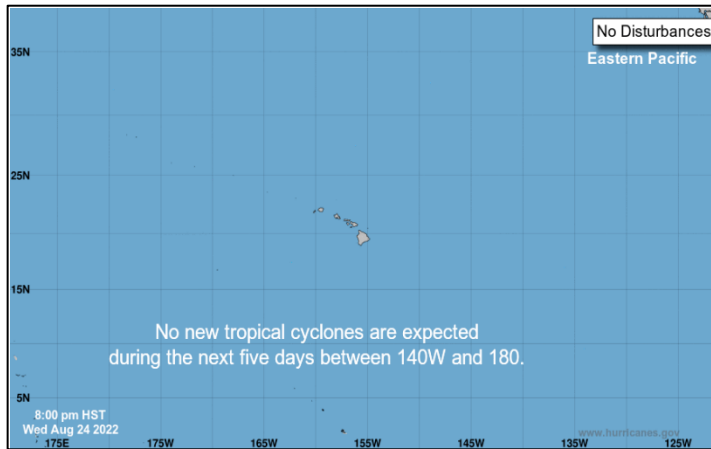 No Disturbances
Eastern Pacific
35N
25N
15N
No new tropical cyclones are expected
during the next five days between 140W and 180.
5N
8:00 pm HST
Wed Aug 24 2022
www.hurricanes.gov
175E 175W 165W 155W 145W 135W 125W